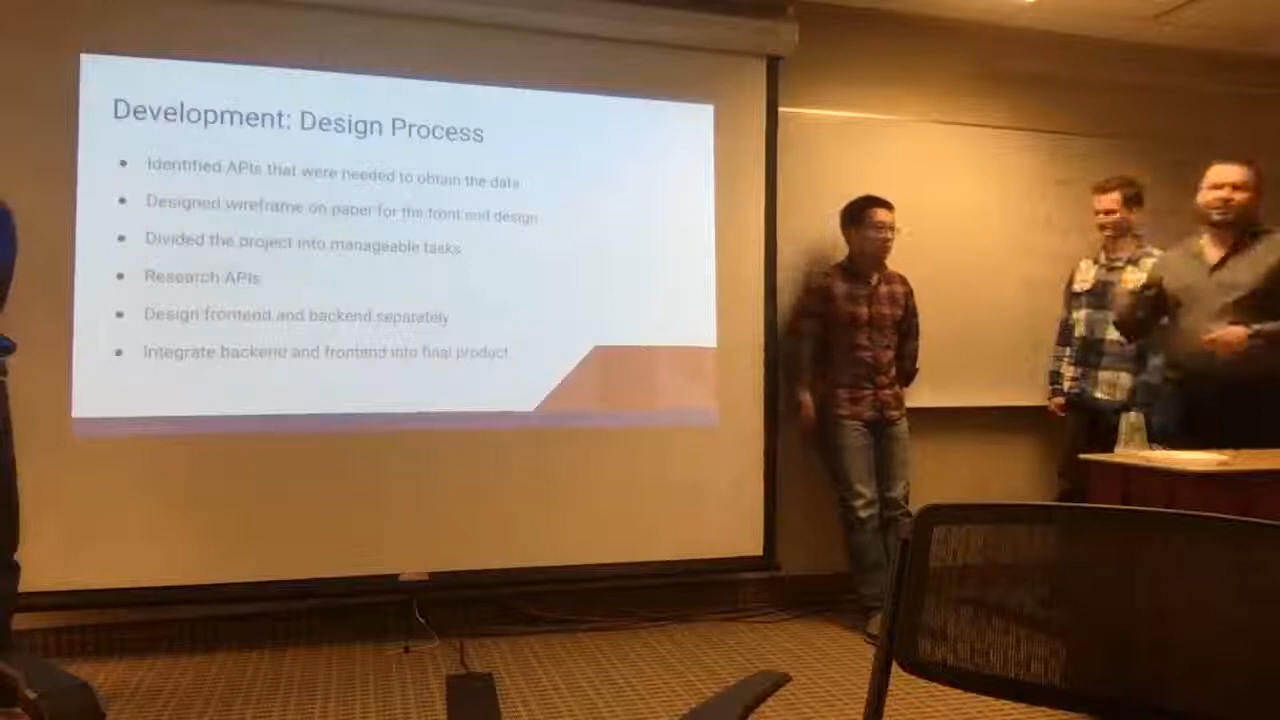 Development: Design Process
● Identified APIs that were needed to obtain the data
● Designed wireframe on paper for the front end design
● Divided the project into manageable tasks
● Research APIs
● Design frontend and backend separately
● Integrate backend and frontend into final product